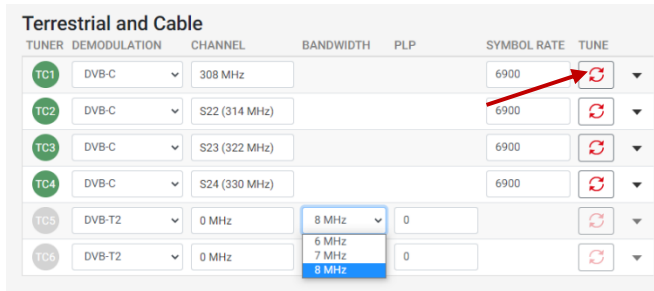 Terrestrial and Cable
TUNER DEMODULATION CHANNEL BANDWIDTH PLP SYMBOL RATE TUNE
TC1 DVB-C 308 MHz 6900
TC2 DVB-C S22 (314 MHz) 6900
TC3 DVB-C S23 (322 MHz) 6900
TC4 DVB-C S24 (330 MHz) 6900
TC5 DVB-T2 0 MHz 8 MHz 0
6 MHz
TC6 DVB-T2 0 MHz 7 MHz 0
8 MHz